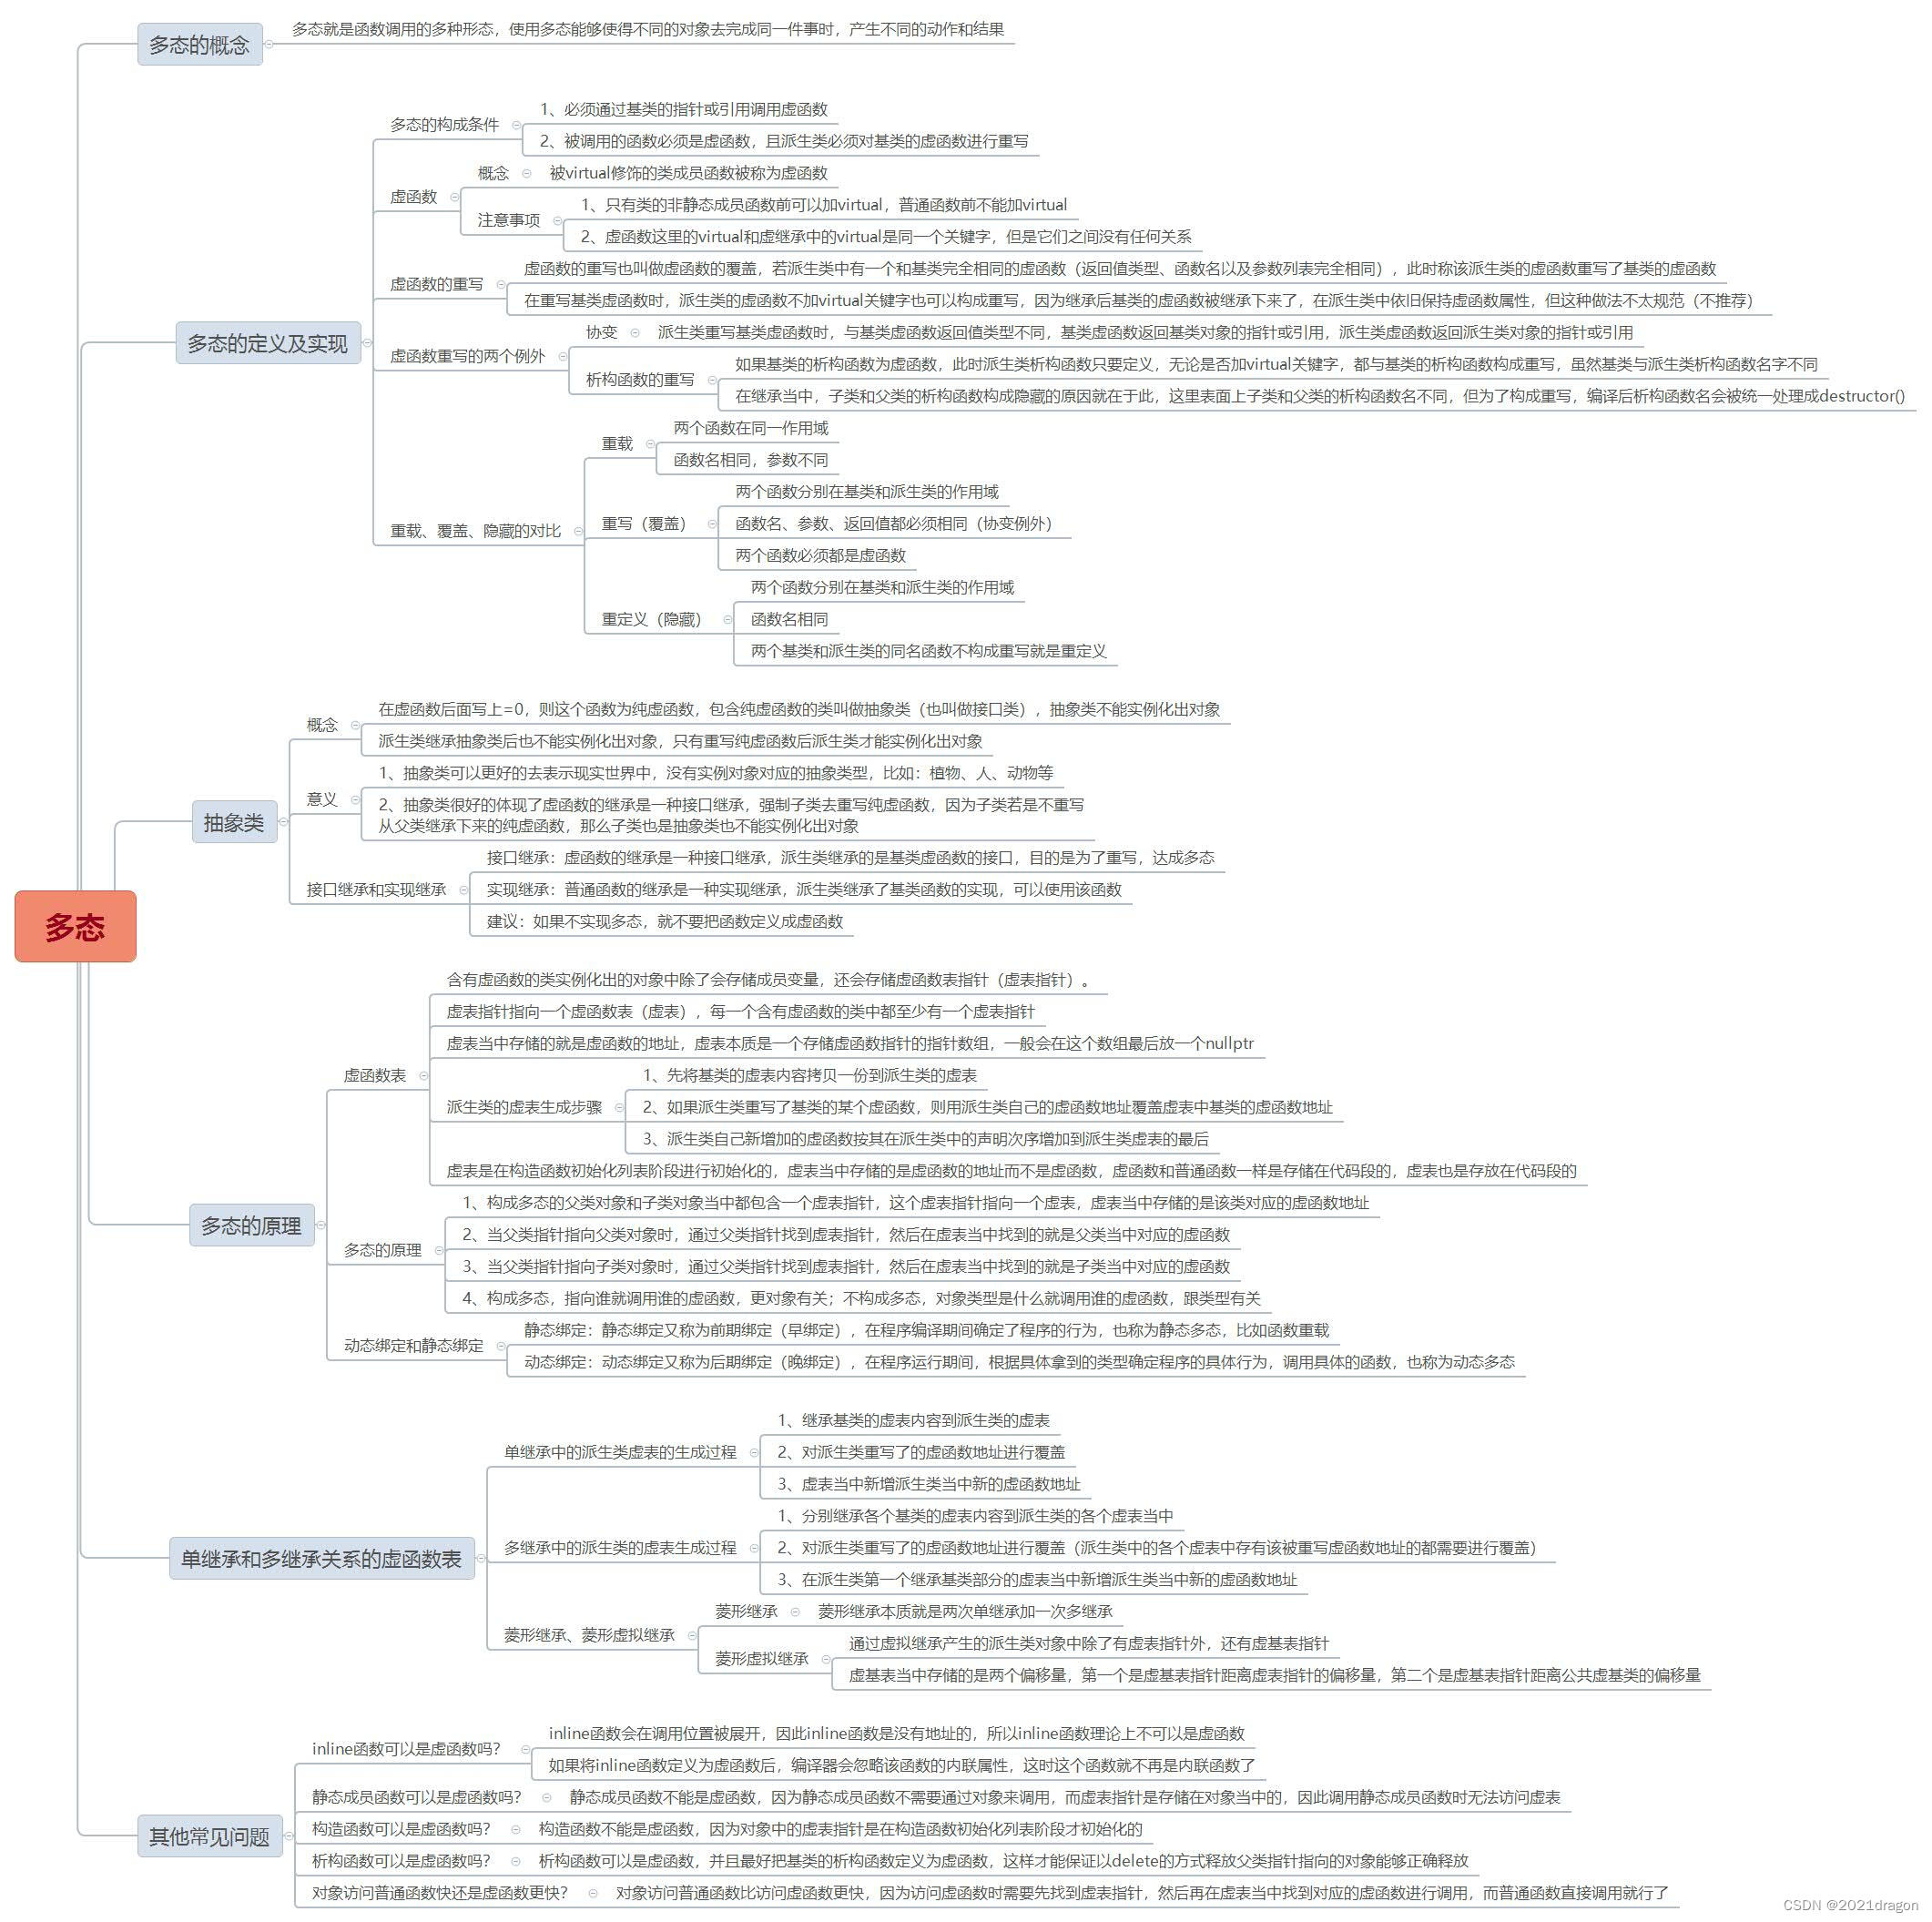 多态的概念
多态就是函数调用的多种形态，使用多态能够使得不同的对象去完成同一件事时，产生不同的动作和结果
多态的定义及实现
多态的构成条件
1、必须通过基类的指针或引用调用虚函数
2、被调用的函数必须是虚函数，且派生类必须对基类的虚函数进行重写
虚函数
概念
被virtual修饰的类成员函数被称为虚函数
注意事项
1、只有类的非静态成员函数前可以加virtual，普通函数前不能加virtual
2、虚函数这里的virtual和虚继承中的virtual是同一个关键字，但是它们之间没有任何关系
虚函数的重写
虚函数的重写也叫做虚函数的覆盖，若派生类中有一个和基类完全相同的虚函数（返回值类型、函数名以及参数列表完全相同），此时称该派生类的虚函数重写了基类的虚函数
在重写基类虚函数时，派生类的虚函数不加virtual关键字也可以构成重写，因为继承后基类的虚函数被继承下来了，在派生类中依旧保持虚函数属性，但这种做法不太规范（不推荐）
虚函数重写的两个例外
协变
派生类重写基类虚函数时，与基类虚函数返回值类型不同，基类虚函数返回基类对象的指针或引用，派生类虚函数返回派生类对象的指针或引用
析构函数的重写
如果基类的析构函数为虚函数，此时派生类析构函数只要定义，无论是否加virtual关键字，都与基类的析构函数构成重写，虽然基类与派生类析构函数名字不同
在继承当中，子类和父类的析构函数构成隐藏的原因就在于此，这里表面上子类和父类的析构函数名不同，但为了构成重写，编译后析构函数名会被统一处理成destructor()
重载、覆盖、隐藏的对比
重载
两个函数在同一作用域
函数名相同，参数不同
重写（覆盖）
两个函数分别在基类和派生类的作用域
函数名、参数、返回值都必须相同（协变例外）
两个函数必须都是虚函数
重定义（隐藏）
两个函数分别在基类和派生类的作用域
函数名相同
两个基类和派生类的同名函数不构成重写就是重定义
抽象类
概念
在虚函数后面写上=0，则这个函数为纯虚函数，包含纯虚函数的类叫做抽象类（也叫做接口类），抽象类不能实例化出对象
派生类继承抽象类后也不能实例化出对象，只有重写纯虚函数后派生类才能实例化出对象
意义
1、抽象类可以更好的去表示现实世界中，没有实例对象对应的抽象类型，比如：植物、人、动物等
2、抽象类很好的体现了虚函数的继承是一种接口继承，强制子类去重写纯虚函数，因为子类若是不重写
从父类继承下来的纯虚函数，那么子类也是抽象类也不能实例化出对象
接口继承和实现继承
接口继承：虚函数的继承是一种接口继承，派生类继承的是基类虚函数的接口，目的是为了重写，达成多态
实现继承：普通函数的继承是一种实现继承，派生类继承了基类函数的实现，可以使用该函数
建议：如果不实现多态，就不要把函数定义成虚函数
多态
多态的原理
虚函数表
含有虚函数的类实例化出的对象中除了会存储成员变量，还会存储虚函数表指针（虚表指针）。
虚表指针指向一个虚函数表（虚表），每一个含有虚函数的类中都至少有一个虚表指针
虚表当中存储的就是虚函数的地址，虚表本质是一个存储虚函数指针的指针数组，一般会在这个数组最后放一个nullptr
派生类的虚表生成步骤
1、先将基类的虚表内容拷贝一份到派生类的虚表
2、如果派生类重写了基类的某个虚函数，则用派生类自己的虚函数地址覆盖虚表中基类的虚函数地址
3、派生类自己新增加的虚函数按其在派生类中的声明次序增加到派生类虚表的最后
虚表是在构造函数初始化列表阶段进行初始化的，虚表当中存储的是虚函数的地址而不是虚函数，虚函数和普通函数一样是存储在代码段的，虚表也是存放在代码段的
多态的原理
1、构成多态的父类对象和子类对象当中都包含一个虚表指针，这个虚表指针指向一个虚表，虚表当中存储的是该类对应的虚函数地址
2、当父类指针指向父类对象时，通过父类指针找到虚表指针，然后在虚表当中找到的就是父类当中对应的虚函数
3、当父类指针指向子类对象时，通过父类指针找到虚表指针，然后在虚表当中找到的就是子类当中对应的虚函数
4、构成多态，指向谁就调用谁的虚函数，更对象有关；不构成多态，对象类型是什么就调用谁的虚函数，跟类型有关
动态绑定和静态绑定
静态绑定：静态绑定又称为前期绑定（早绑定），在程序编译期间确定了程序的行为，也称为静态多态，比如函数重载
动态绑定：动态绑定又称为后期绑定（晚绑定），在程序运行期间，根据具体拿到的类型确定程序的具体行为，调用具体的函数，也称为动态多态
单继承和多继承关系的虚函数表
单继承中的派生类虚表的生成过程
1、继承基类的虚表内容到派生类的虚表
2、对派生类重写了的虚函数地址进行覆盖
3、虚表当中新增派生类当中新的虚函数地址
多继承中的派生类的虚表生成过程
1、分别继承各个基类的虚表内容到派生类的各个虚表当中
2、对派生类重写了的虚函数地址进行覆盖（派生类中的各个虚表中存有该被重写虚函数地址的都需要进行覆盖）
3、在派生类第一个继承基类部分的虚表当中新增派生类当中新的虚函数地址
菱形继承、菱形虚拟继承
菱形继承
菱形继承本质就是两次单继承加一次多继承
菱形虚拟继承
通过虚拟继承产生的派生类对象中除了有虚表指针外，还有虚基表指针
虚基表当中存储的是两个偏移量，第一个是虚基表指针距离虚表指针的偏移量，第二个是虚基表指针距离公共虚基类的偏移量
其他常见问题
inline函数可以是虚函数吗？
inline函数会在调用位置被展开，因此inline函数是没有地址的，所以inline函数理论上不可以是虚函数
如果将inline函数定义为虚函数后，编译器会忽略该函数的内联属性，这时这个函数就不再是内联函数了
静态成员函数可以是虚函数吗？
静态成员函数不能是虚函数，因为静态成员函数不需要通过对象来调用，而虚表指针是存储在对象当中的，因此调用静态成员函数时无法访问虚表
构造函数可以是虚函数吗？
构造函数不能是虚函数，因为对象中的虚表指针是在构造函数初始化列表阶段才初始化的
析构函数可以是虚函数吗？
析构函数可以是虚函数，并且最好把基类的析构函数定义为虚函数，这样才能保证以delete的方式释放父类指针指向的对象能够正确释放
对象访问普通函数快还是虚函数更快？
对象访问普通函数比访问虚函数更快，因为访问虚函数时需要先找到虚表指针，然后再在虚表当中找到对应的虚函数进行调用，而普通函数直接调用就行了
CSDN @2021dragon